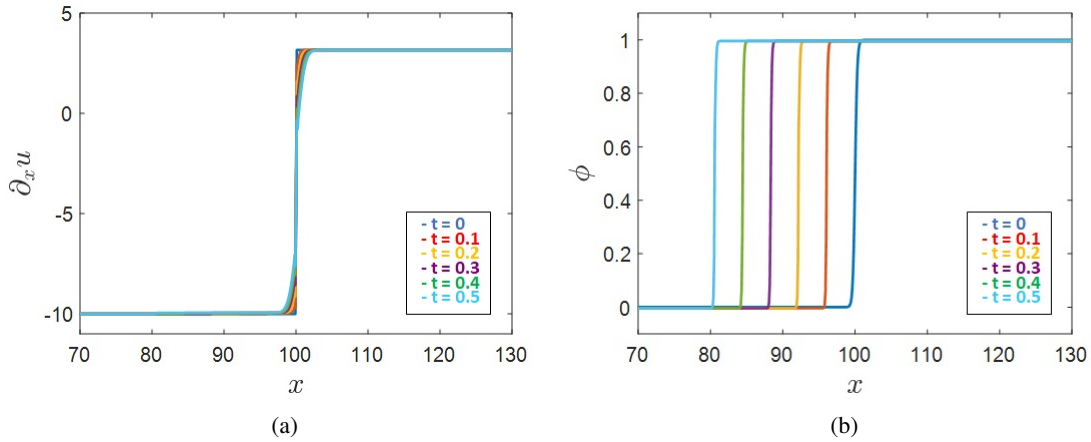 5
0
-5
-10
∂ₓu
70 80 90 100 110 120 130
x
- t = 0
- t = 0.1
- t = 0.2
- t = 0.3
- t = 0.4
- t = 0.5
(a)
1
0.8
0.6
0.4
0.2
0
ϕ
70 80 90 100 110 120 130
x
- t = 0
- t = 0.1
- t = 0.2
- t = 0.3
- t = 0.4
- t = 0.5
(b)